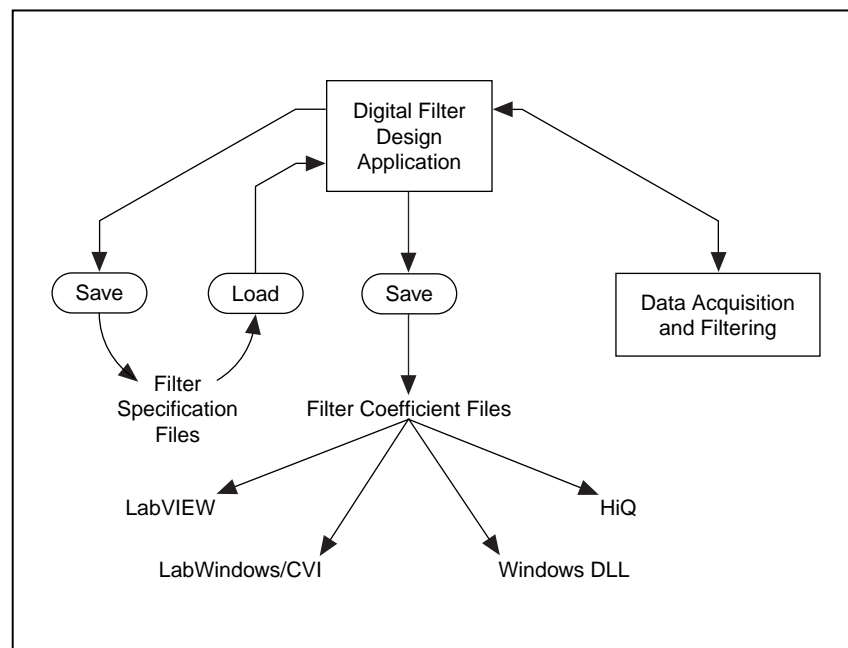 Digital Filter
Design
Application
Save
Load
Save
Data Acquisition
and Filtering
Filter
Specification
Files
Filter Coefficient Files
LabVIEW
HiQ
LabWindows/CVI
Windows DLL